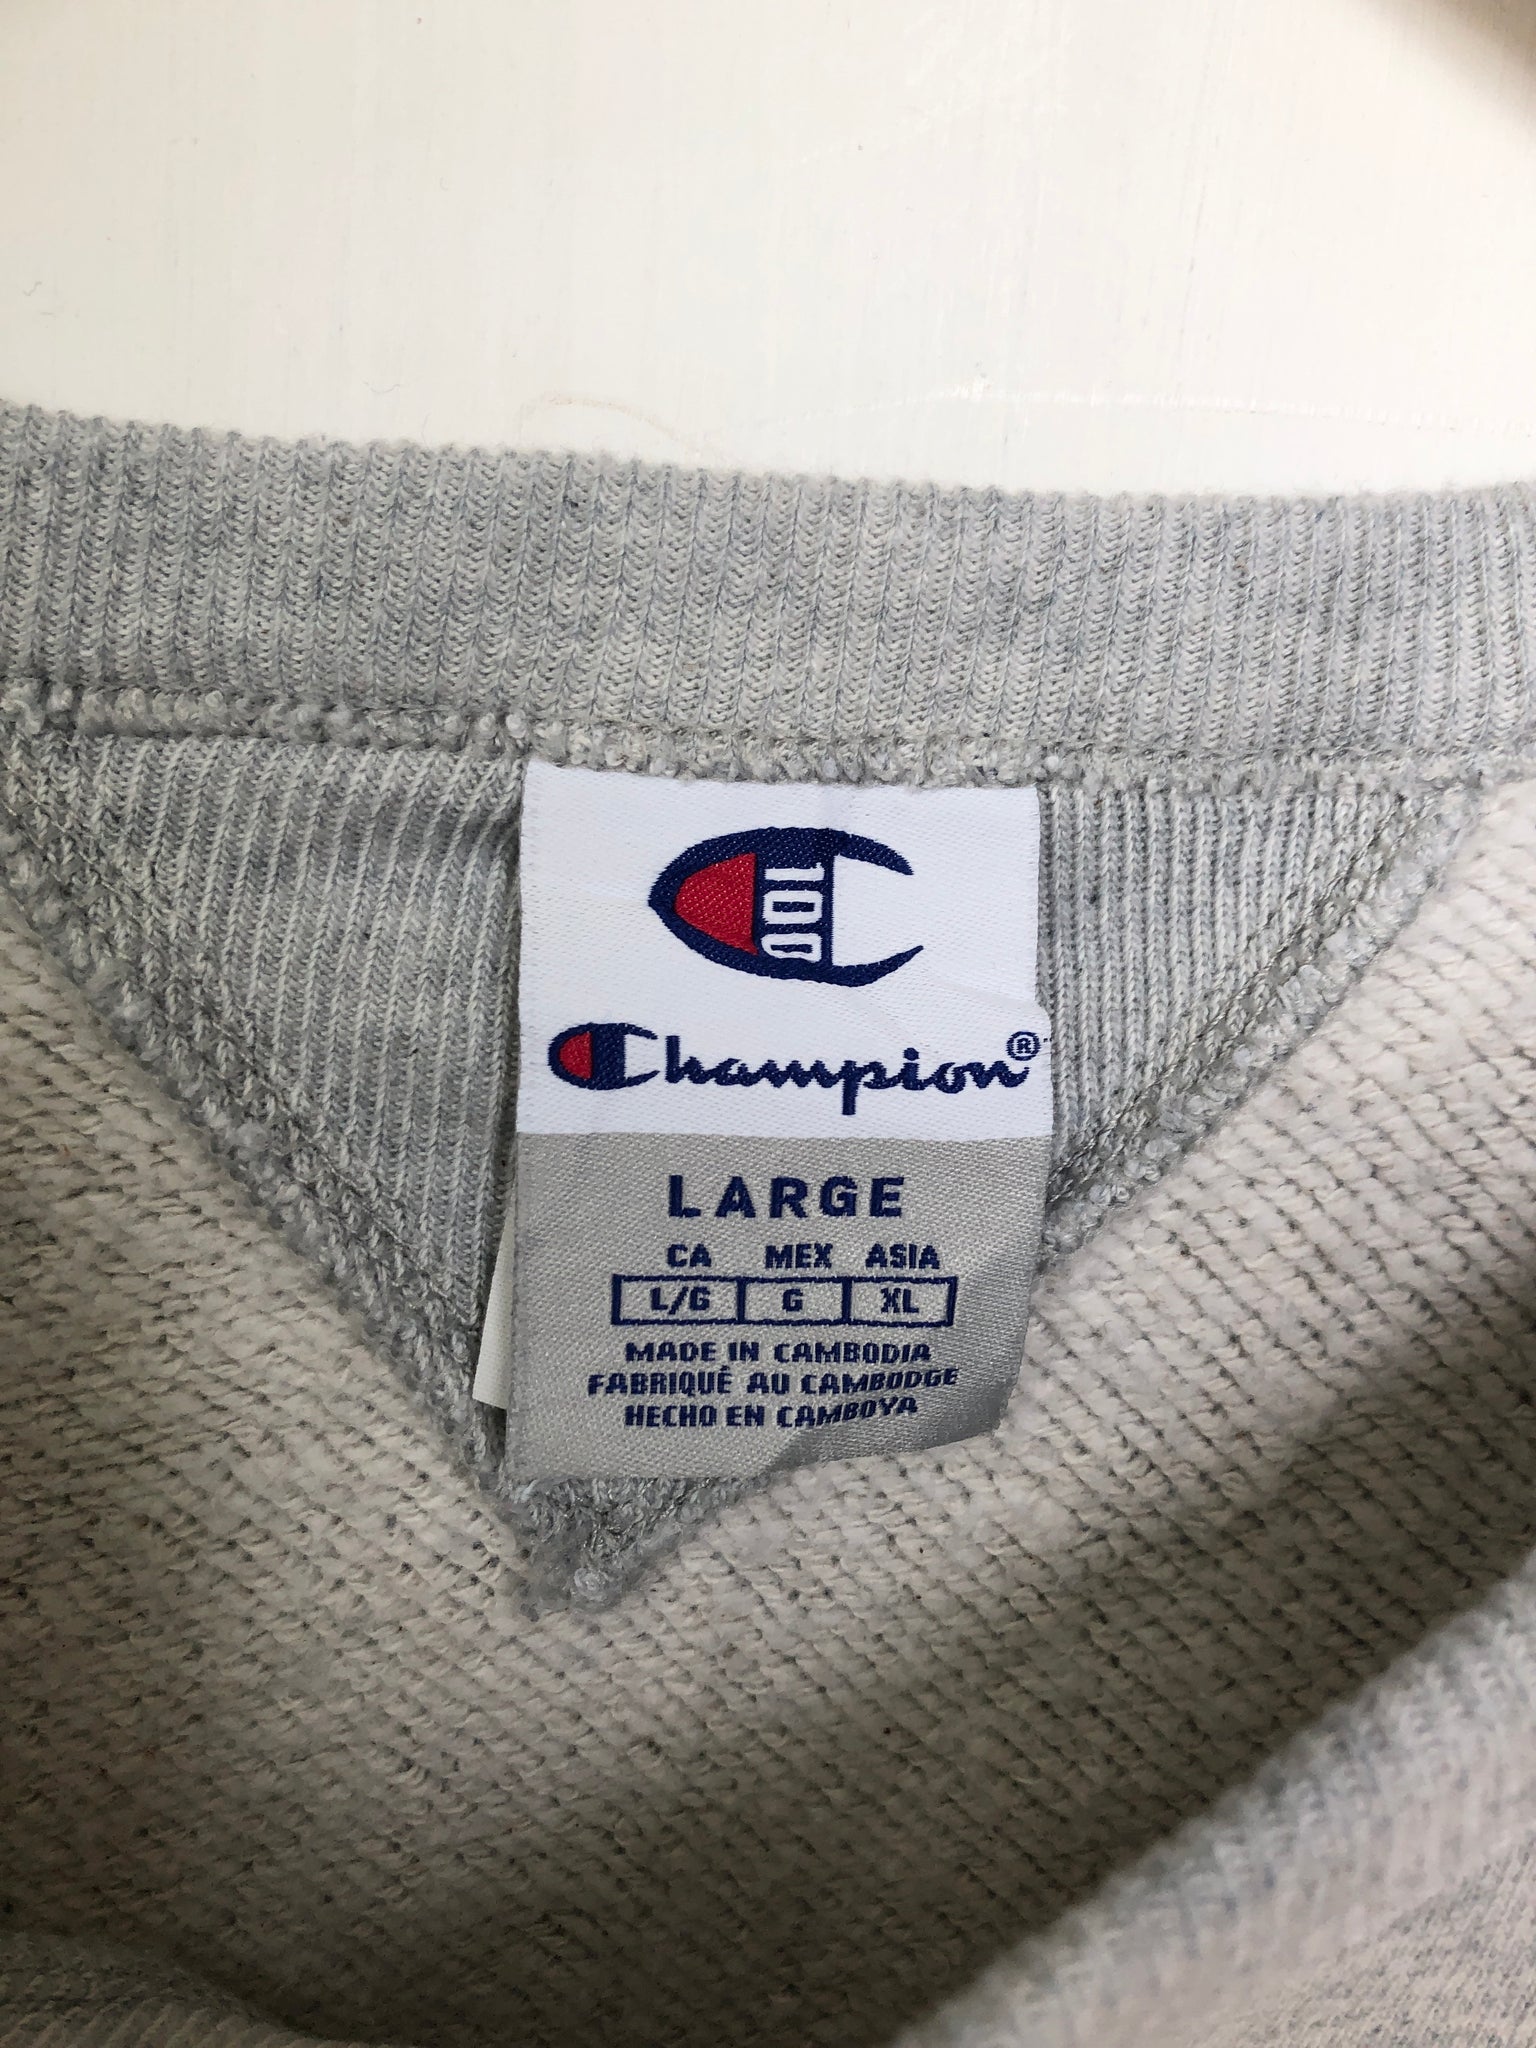 100
Champion®
LARGE
CA MEX ASIA
L/G G XL
MADE IN CAMBODIA
FABRIQUÉ AU CAMBODGE
HECHO EN CAMBOYA